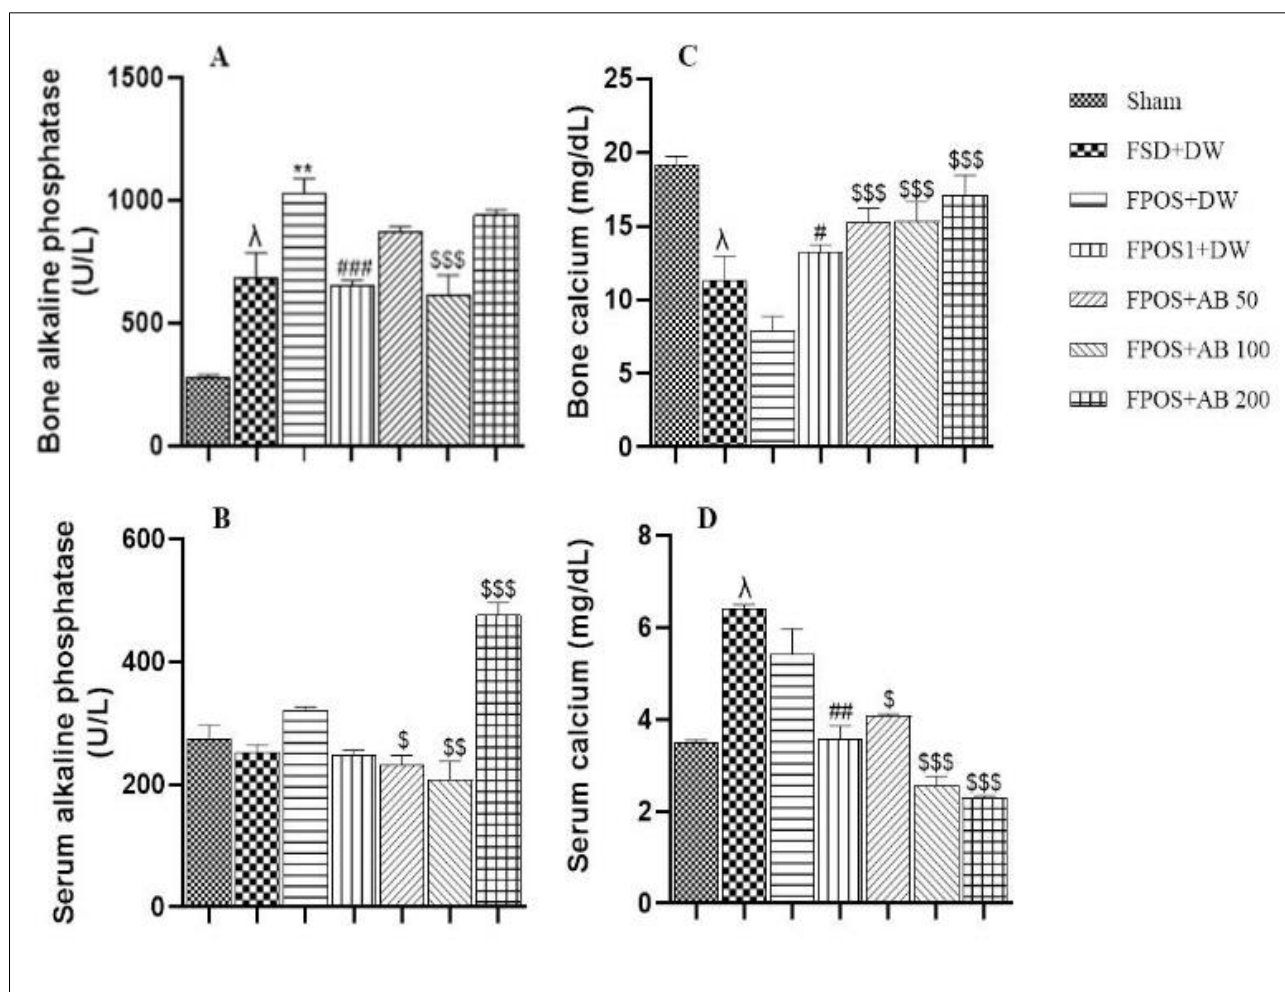 A
Bone alkaline phosphatase
(U/L)
1500
1000
500
0
λ
**
###
$$$
C
Bone calcium (mg/dL)
25
20
15
10
5
0
λ
#
$$$
$$$
$$$
Sham
FSD+DW
FPOS+DW
FPOS1+DW
FPOS+AB 50
FPOS+AB 100
FPOS+AB 200
B
Serum alkaline phosphatase
(U/L)
600
400
200
0
$
$$
$$$
D
Serum calcium (mg/dL)
8
6
4
2
0
λ
##
$
$$$
$$$